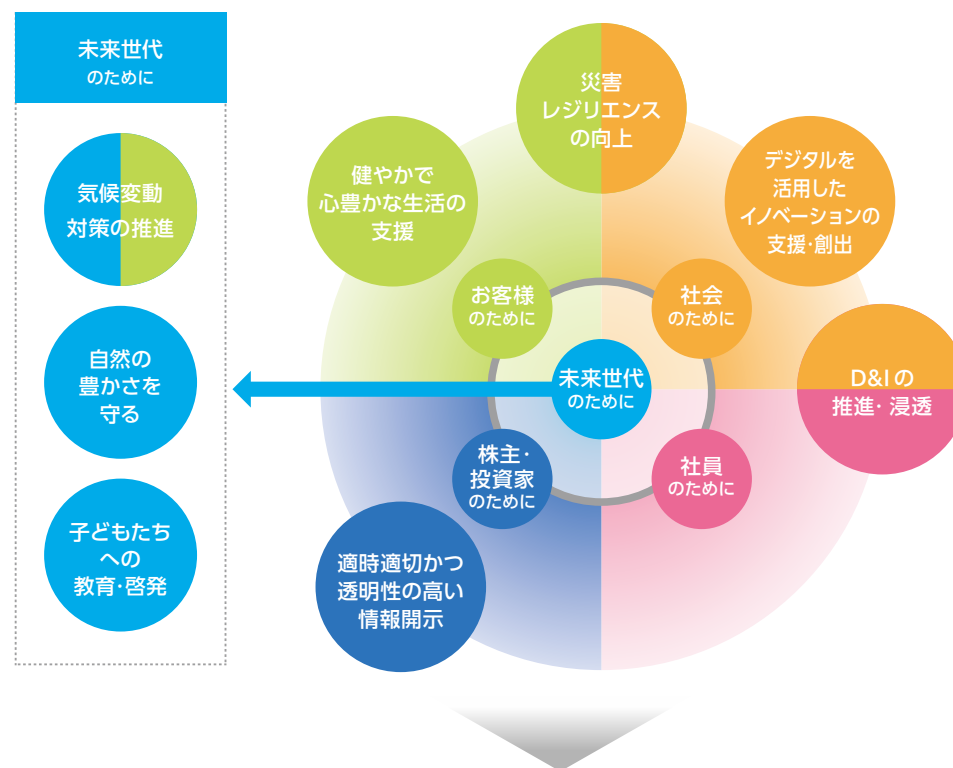 未来世代
のために
気候変動
対策の推進
自然の
豊かさを
守る
子どもたち
への
教育・啓発
災害
レジリエンス
の向上
健やかで
心豊かな生活の
支援
デジタルを
活用した
イノベーションの
支援・創出
お客様
のために
社会
のために
未来世代
のために
D&Iの
推進・浸透
株主・
投資家
のために
社員
のために
適時適切かつ
透明性の高い
情報開示